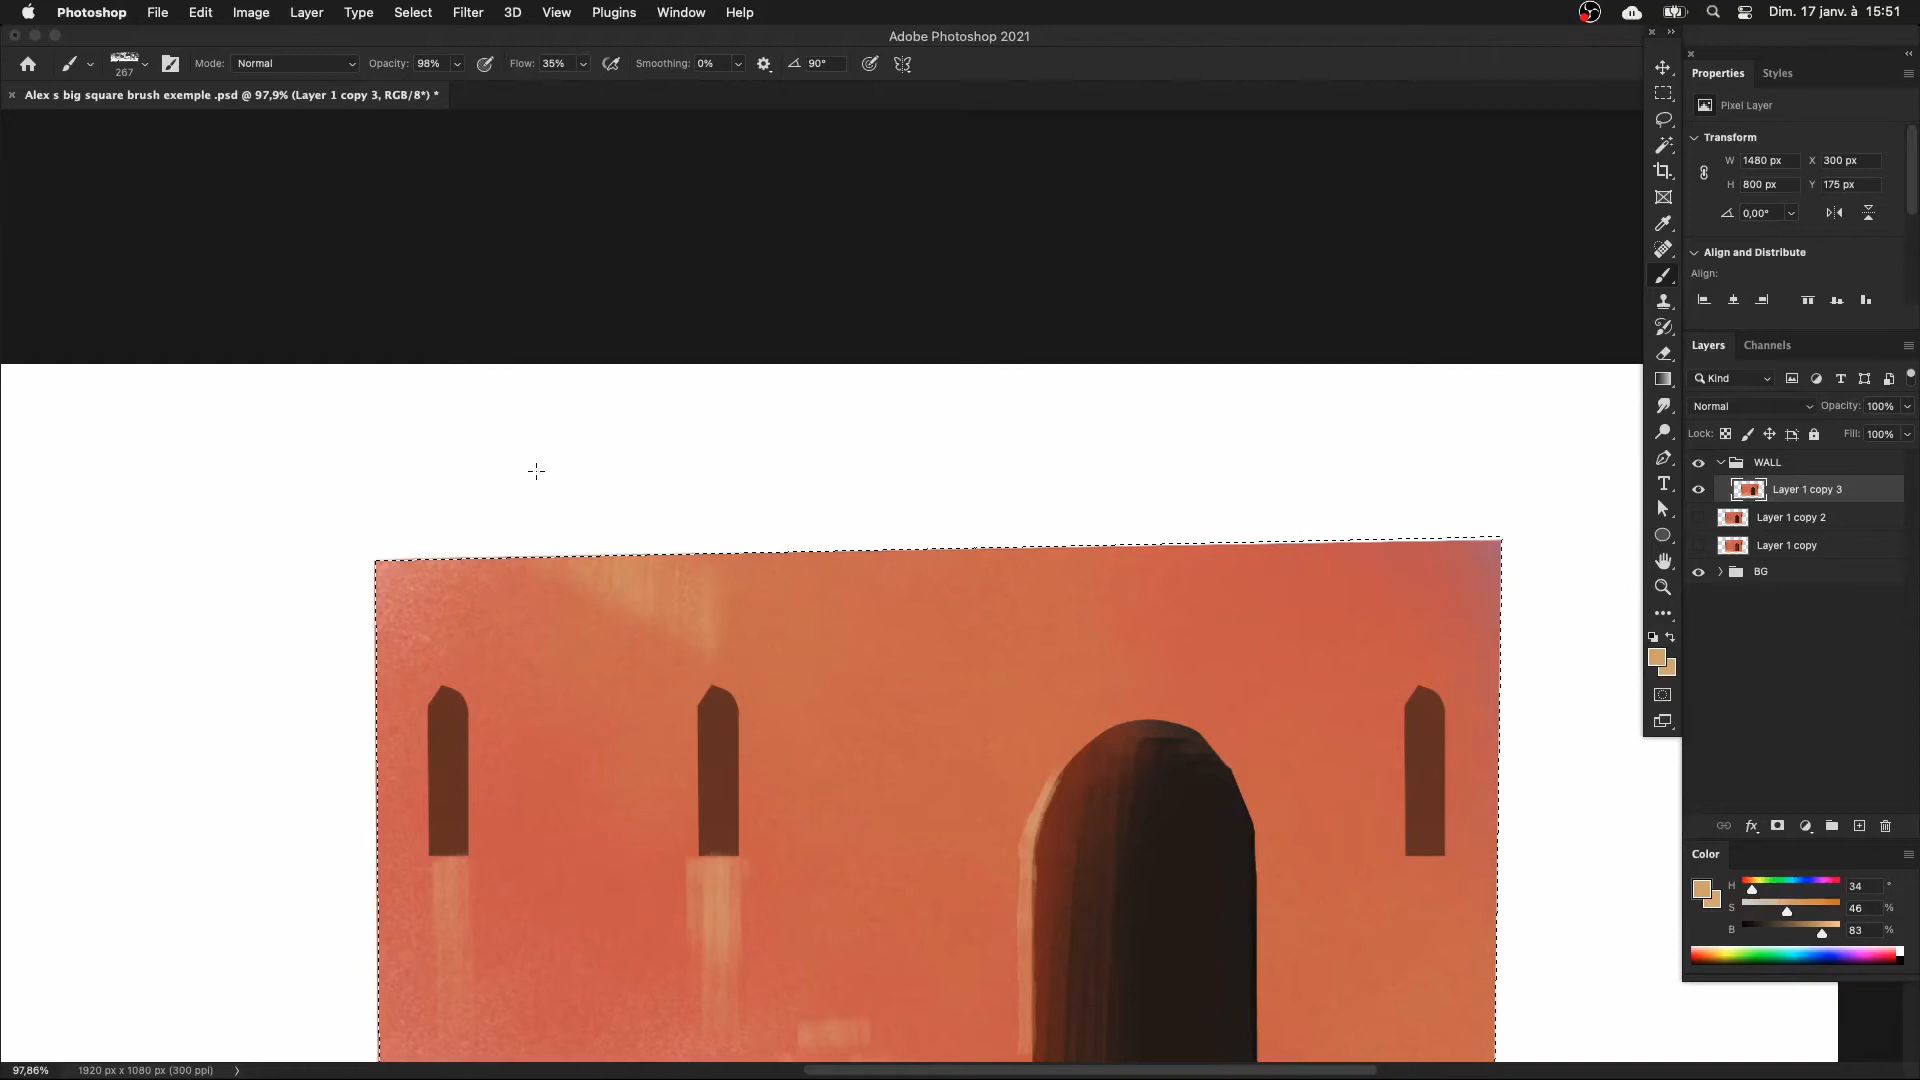 Photoshop File Edit Image Layer Type Select Filter 3D View Plugins Window Help Dim. 17 janv. à 15:51
Adobe Photoshop 2021
267 Mode: Normal Opacity: 98% Flow: 35% Smoothing: 0% 90°
Alex s big square brush exemple .psd @ 97,9% (Layer 1 copy 3, RGB/8*) *
Properties Styles
Pixel Layer
Transform
W 1480 px X 300 px
H 800 px Y 175 px
0,00°
Align and Distribute
Align:
Layers Channels
Kind
Normal Opacity: 100%
Lock: Fill: 100%
WALL
Layer 1 copy 3
Layer 1 copy 2
Layer 1 copy
BG
Color
H 34 °
S 46 %
B 83 %
97,86% 1920 px x 1080 px (300 ppi)